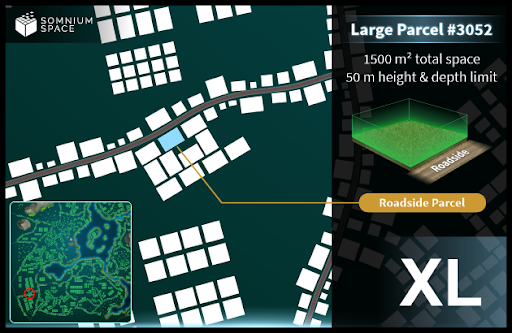 SOMNIUM
SPACE
Large Parcel #3052
1500 m² total space
50 m height & depth limit
Roadside
Roadside Parcel
XL